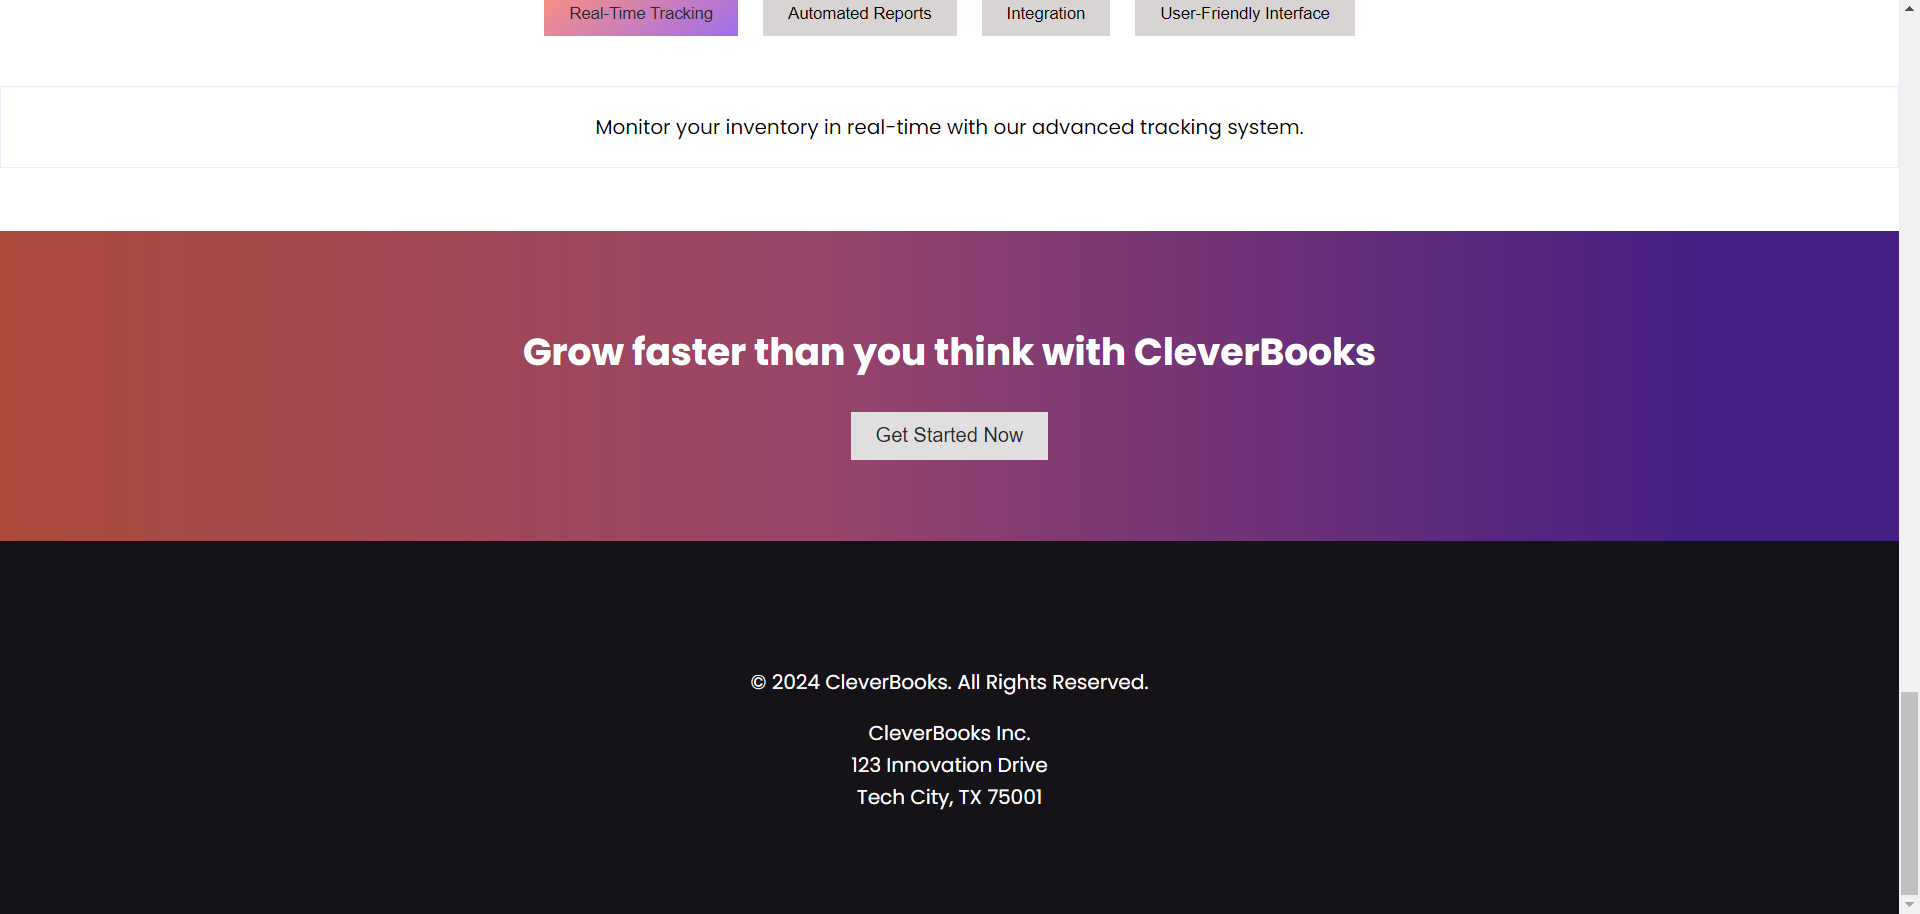 Real-Time Tracking
Automated Reports
Integration
User-Friendly Interface
Monitor your inventory in real-time with our advanced tracking system.
Grow faster than you think with CleverBooks
Get Started Now
© 2024 CleverBooks. All Rights Reserved.
CleverBooks Inc.
123 Innovation Drive
Tech City, TX 75001